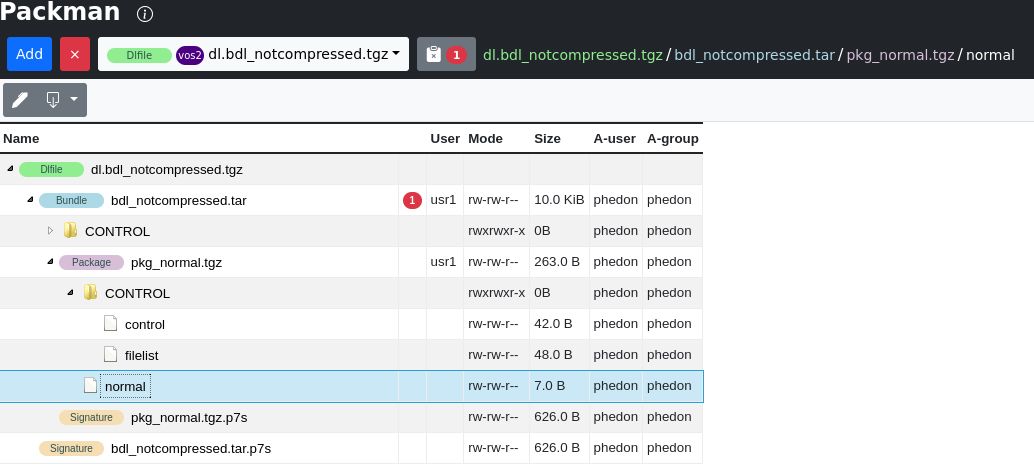 Packman
Add × Dlfile vos2 dl.bdl_notcompressed.tgz 1 dl.bdl_notcompressed.tgz / bdl_notcompressed.tar / pkg_normal.tgz / normal
Name User Mode Size A-user A-group
Dlfile dl.bdl_notcompressed.tgz
Bundle bdl_notcompressed.tar 1 usr1 rw-rw-r-- 10.0 KiB phedon phedon
CONTROL rwxrwxr-x 0B phedon phedon
Package pkg_normal.tgz usr1 rw-rw-r-- 263.0 B phedon phedon
CONTROL rwxrwxr-x 0B phedon phedon
control rw-rw-r-- 42.0 B phedon phedon
filelist rw-rw-r-- 48.0 B phedon phedon
normal rw-rw-r-- 7.0 B phedon phedon
Signature pkg_normal.tgz.p7s rw-rw-r-- 626.0 B phedon phedon
Signature bdl_notcompressed.tar.p7s rw-rw-r-- 626.0 B phedon phedon